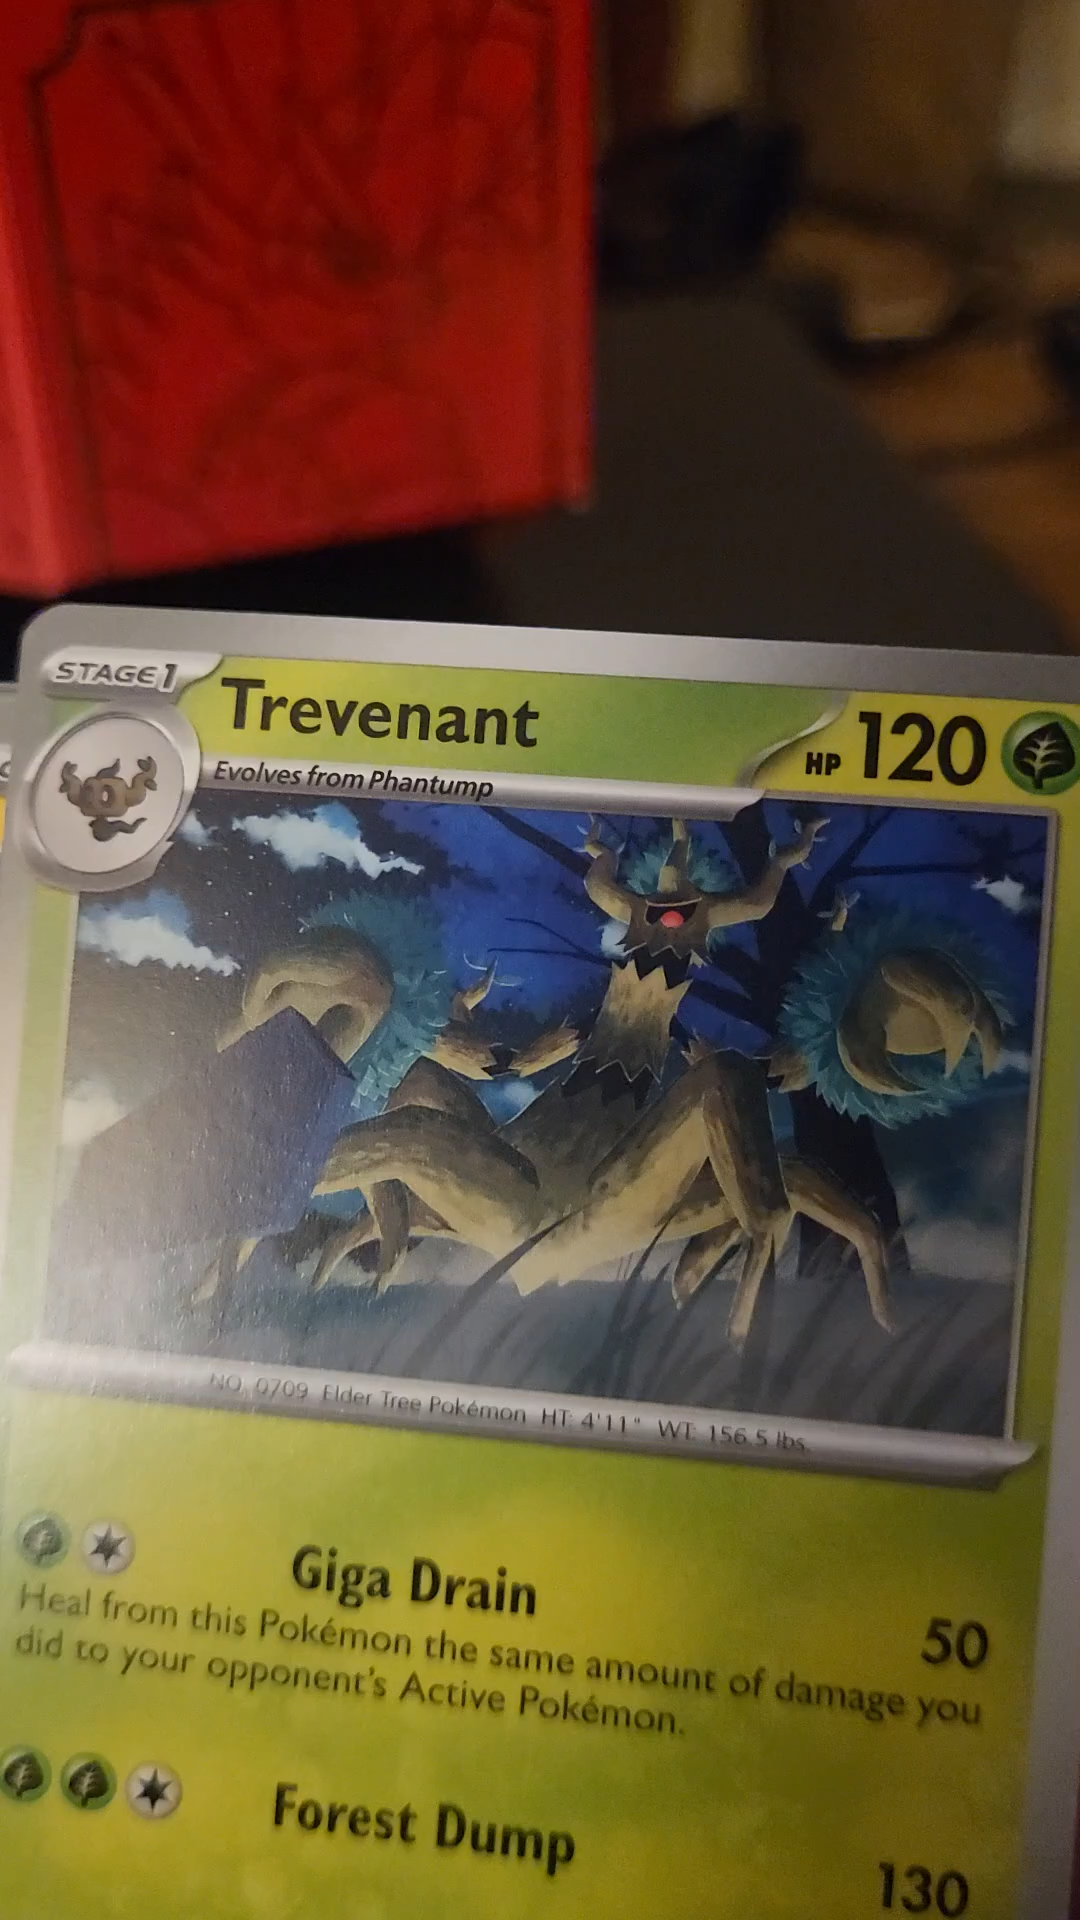 STAGE 1
Trevenant
HP 120
Evolves from Phantump
NO. 0709 Elder Tree Pokémon HT: 4'11" WT: 156.5 lbs.
Giga Drain
50
Heal from this Pokémon the same amount of damage you
did to your opponent's Active Pokémon.
Forest Dump
130